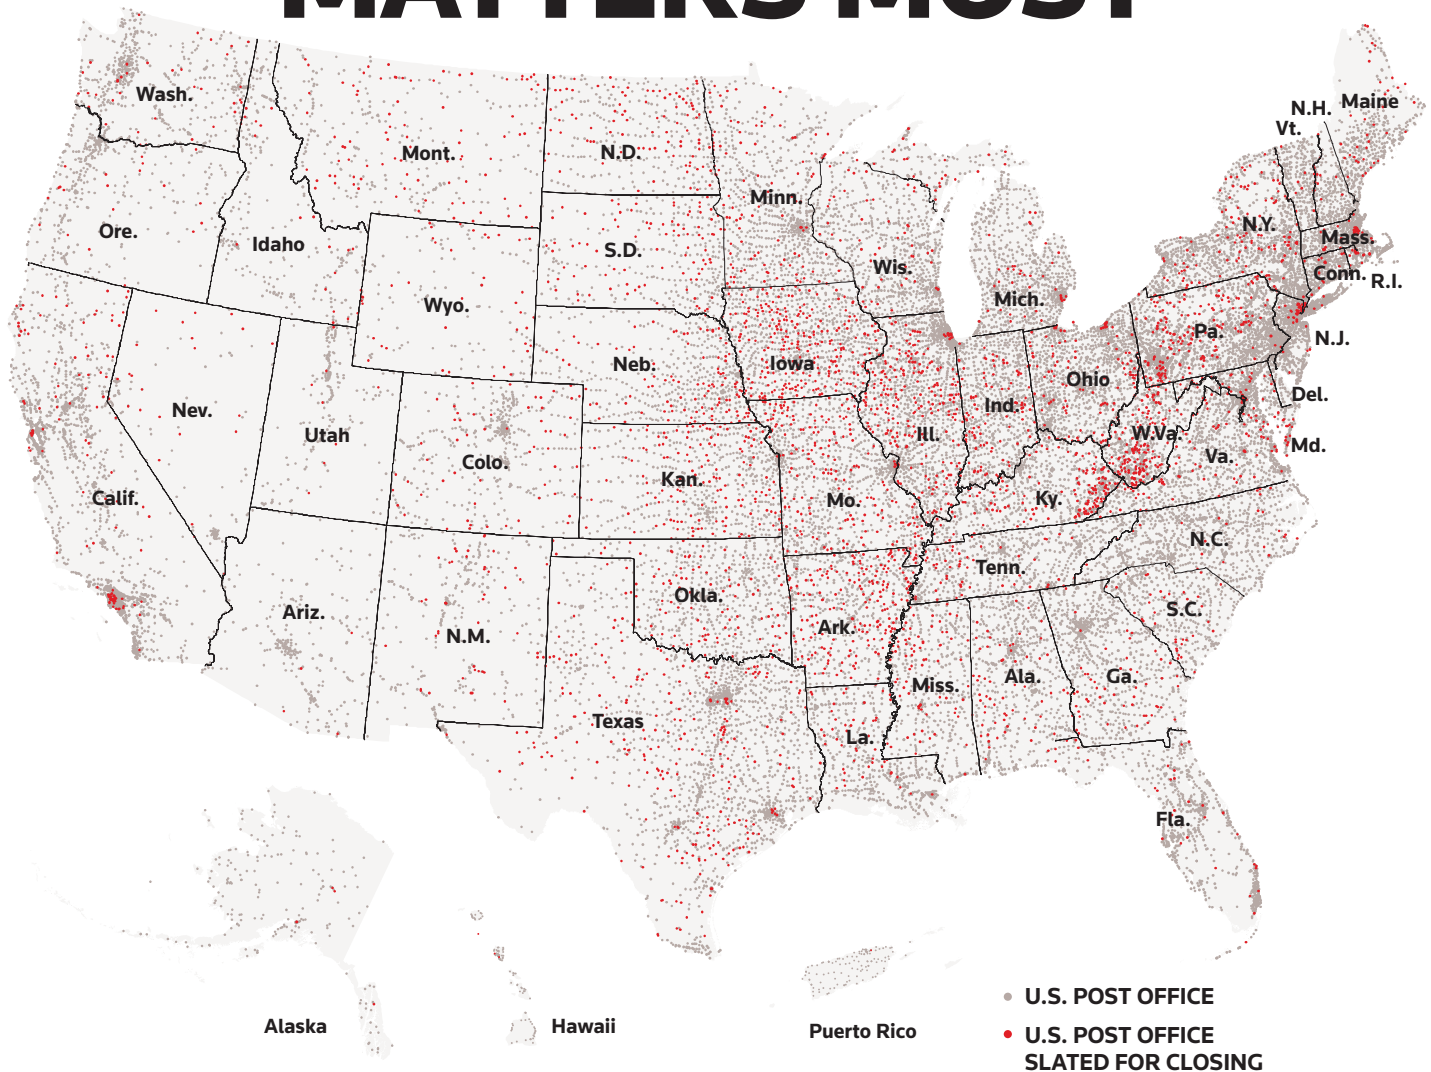 MATTERS MOST
Wash.
Mont.
N.D.
Minn.
N.H.
Maine
Vt.
Ore.
Idaho
S.D.
Wis.
Mich.
N.Y.
Mass.
Conn.
R.I.
Wyo.
Neb.
Iowa
Pa.
N.J.
Nev.
Utah
Colo.
Kan.
Ill.
Ind.
Ohio
W.Va.
Del.
Md.
Va.
Calif.
Mo.
Ky.
N.C.
Tenn.
Ariz.
N.M.
Okla.
Ark.
S.C.
Texas
La.
Miss.
Ala.
Ga.
Fla.
Alaska
Hawaii
Puerto Rico
U.S. POST OFFICE
U.S. POST OFFICE
SLATED FOR CLOSING